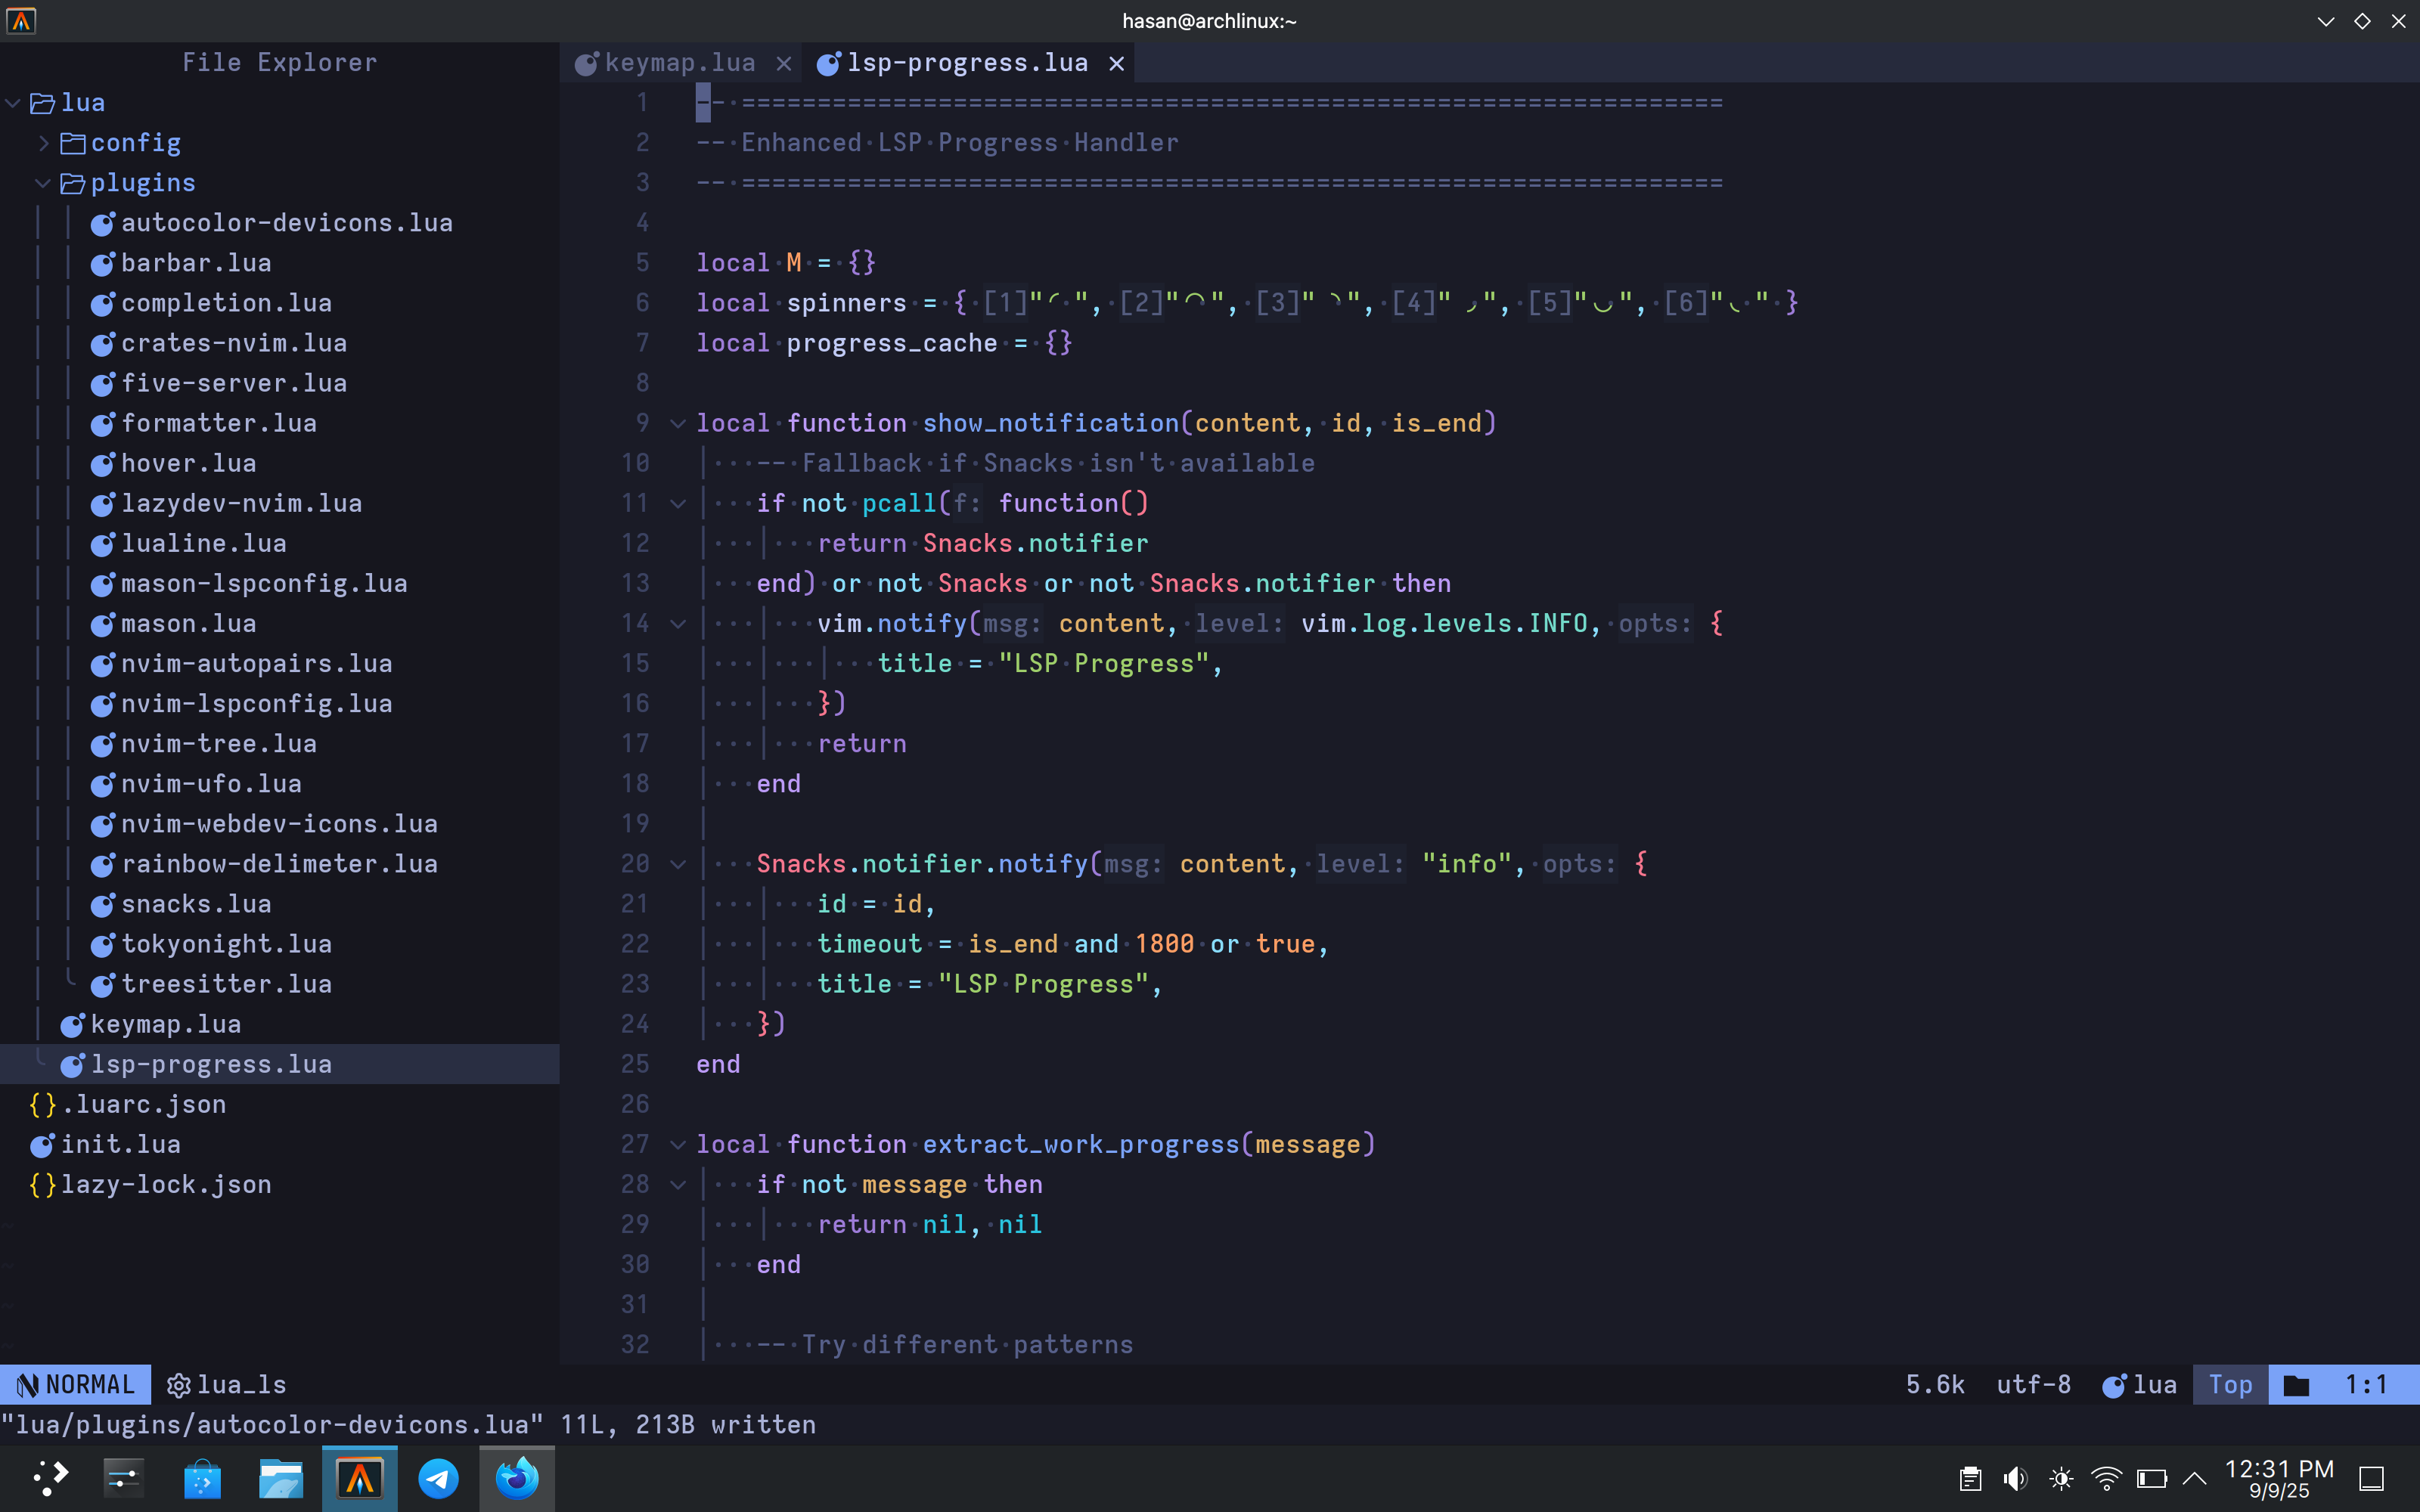 hasan@archlinux:~
File Explorer
lua
config
plugins
autocolor-devicons.lua
barbar.lua
completion.lua
crates-nvim.lua
five-server.lua
formatter.lua
hover.lua
lazydev-nvim.lua
lualine.lua
mason-lspconfig.lua
mason.lua
nvim-autopairs.lua
nvim-lspconfig.lua
nvim-tree.lua
nvim-ufo.lua
nvim-webdev-icons.lua
rainbow-delimeter.lua
snacks.lua
tokyonight.lua
treesitter.lua
keymap.lua
lsp-progress.lua
{}.luarc.json
init.lua
{}lazy-lock.json
keymap.lua × lsp-progress.lua ×
1 -- =================================================================
2 -- Enhanced LSP Progress Handler
3 -- =================================================================
4
5 local M = {}
6 local spinners = { [1]"◜ ", [2]"◠ ", [3]" ◝", [4]" ◞", [5]"◡ ", [6]"◟ " }
7 local progress_cache = {}
8
9 local function show_notification(content, id, is_end)
10 -- Fallback if Snacks isn't available
11 if not pcall(f: function()
12 return Snacks.notifier
13 end) or not Snacks or not Snacks.notifier then
14 vim.notify(msg: content, level: vim.log.levels.INFO, opts: {
15 title = "LSP Progress",
16 })
17 return
18 end
19
20 Snacks.notifier.notify(msg: content, level: "info", opts: {
21 id = id,
22 timeout = is_end and 1800 or true,
23 title = "LSP Progress",
24 })
25 end
26
27 local function extract_work_progress(message)
28 if not message then
29 return nil, nil
30 end
31
32 -- Try different patterns
NORMAL lua_ls 5.6k utf-8 lua Top 1:1
"lua/plugins/autocolor-devicons.lua" 11L, 213B written
12:31 PM
9/9/25